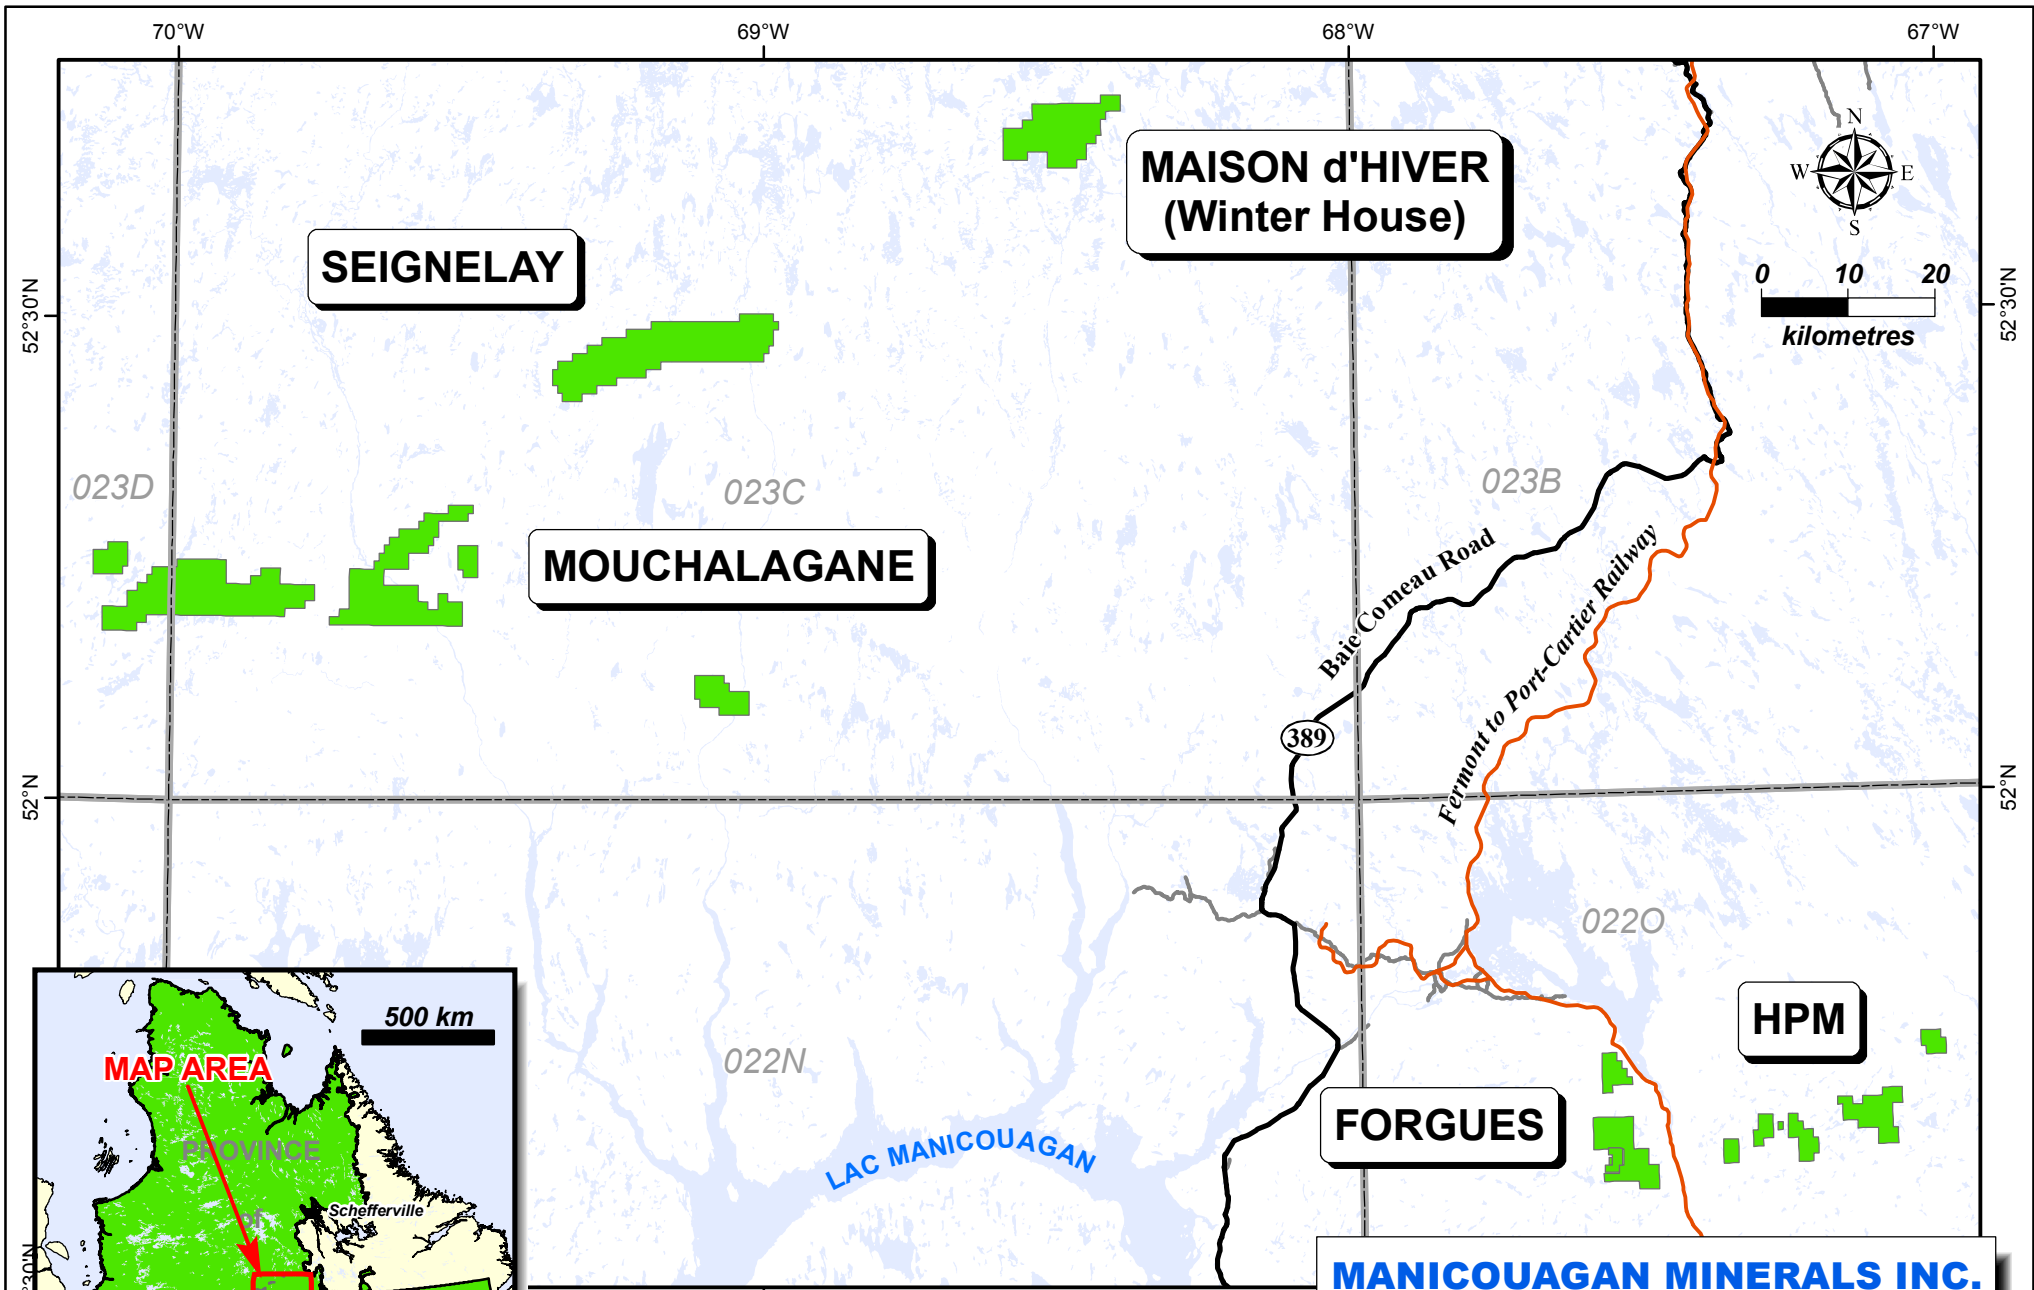 70°W
69°W
68°W
67°W
MAISON d'HIVER
(Winter House)
N
W
E
S
SEIGNELAY
0 10 20
kilometres
52°30'N
52°30'N
023D
023C
023B
MOUCHALAGANE
Baie Comeau Road
Fermont to Port-Cartier Railway
389
52°N
52°N
022O
HPM
500 km
MAP AREA
022N
FORGUES
PROVINCE
LAC MANICOUAGAN
of
Schefferville
30'N
MANICOUAGAN MINERALS INC.